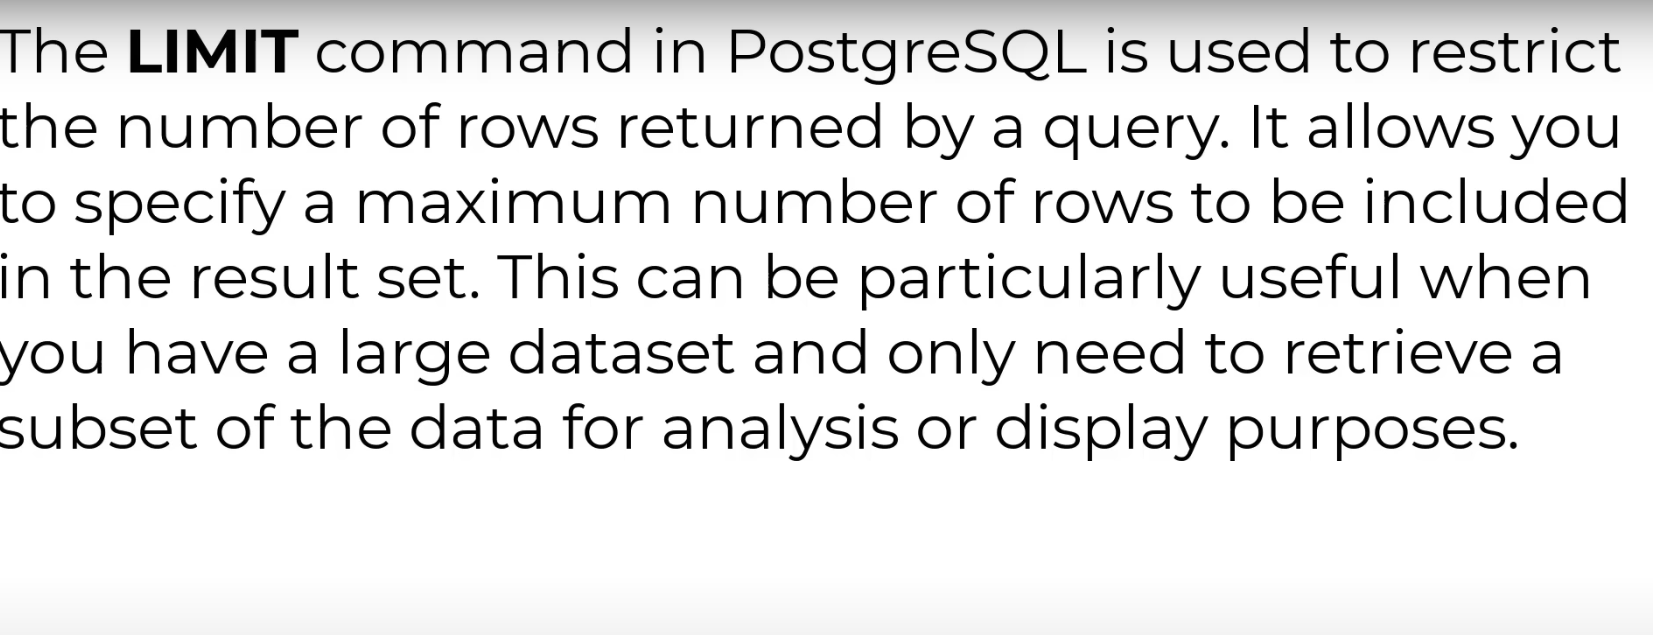 The LIMIT command in PostgreSQL is used to restrict
the number of rows returned by a query. It allows you
to specify a maximum number of rows to be included
in the result set. This can be particularly useful when
you have a large dataset and only need to retrieve a
subset of the data for analysis or display purposes.